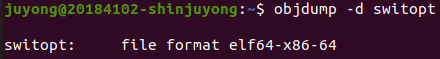 juyong@20184102-shinjuyong:~$ objdump -d switopt
switopt:     file format elf64-x86-64